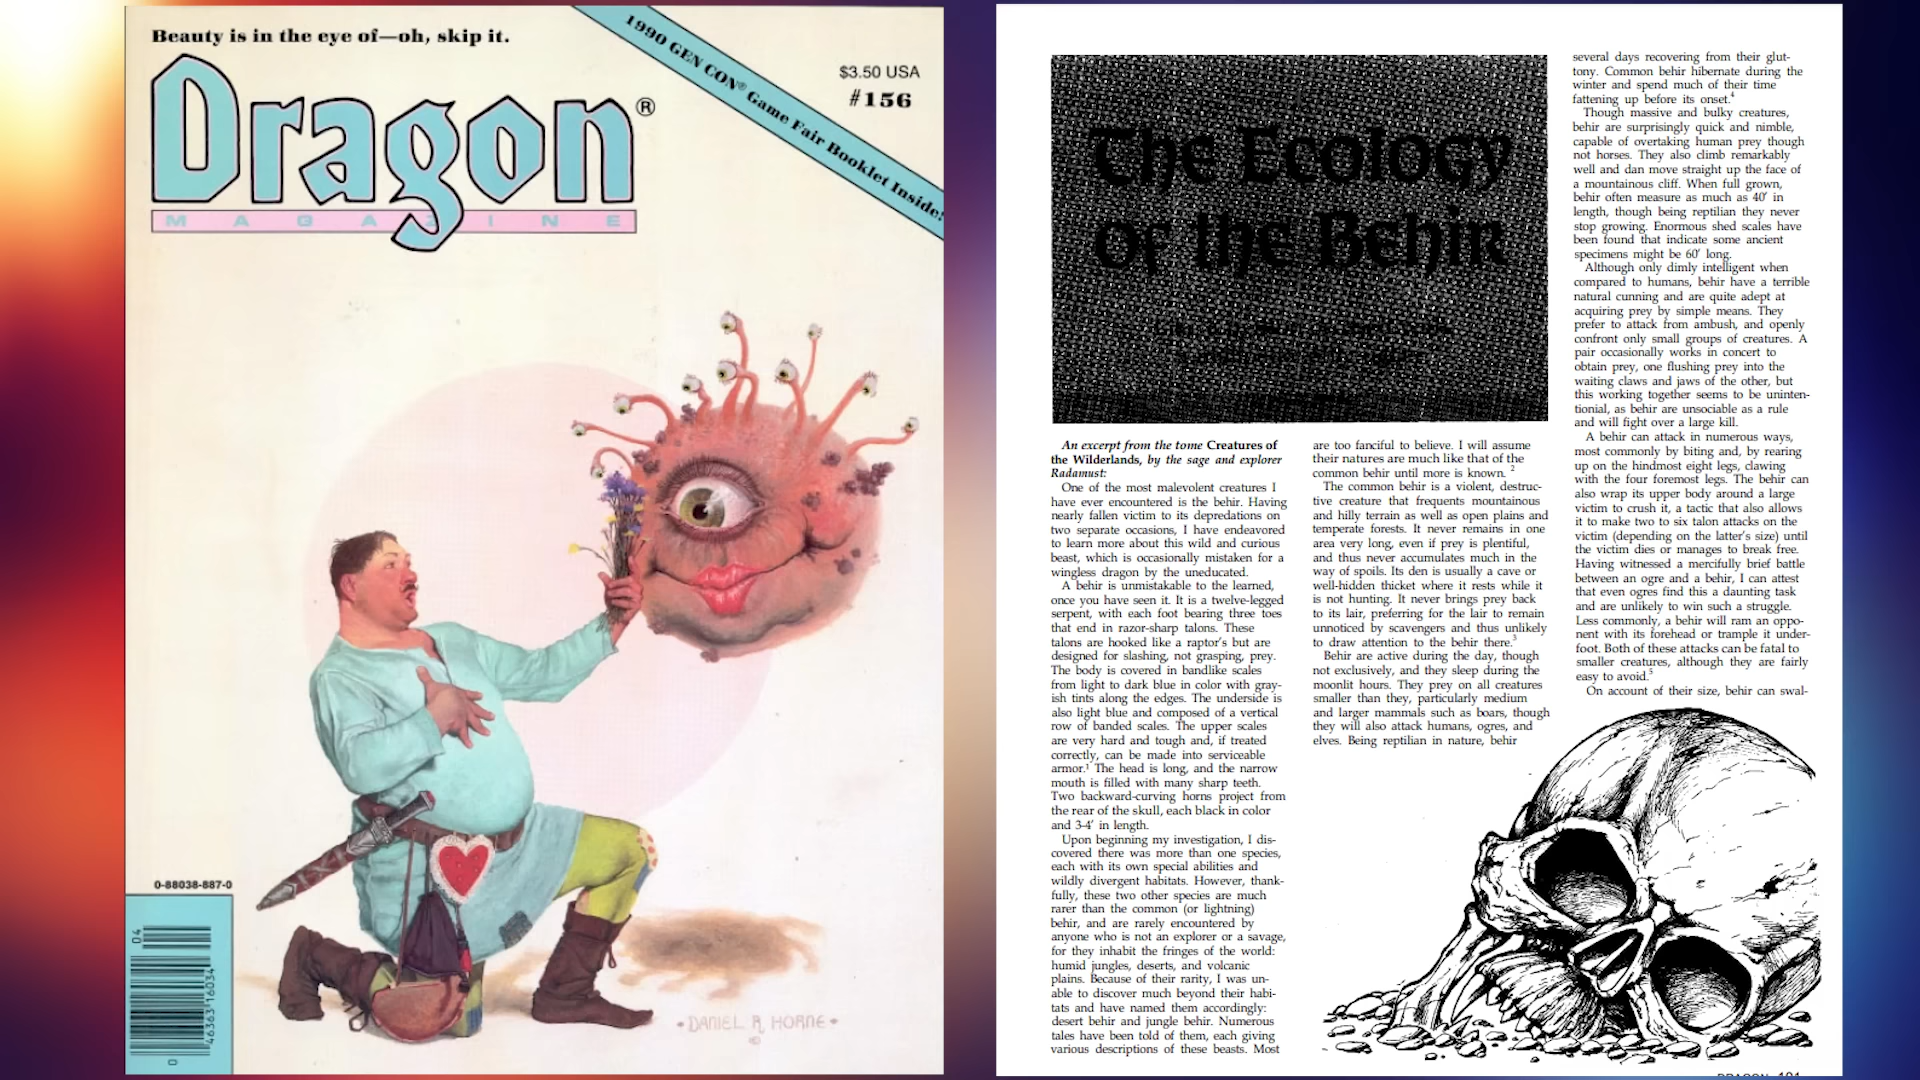 Beauty is in the eye of—oh, skip it.
1990 GEN CON® Game Fair Booklet Inside!
$3.50 USA
#156
Dragon®
MAGAZINE
0-88038-887-0
04
46363 16034
0
DANIEL R HORNE
©
The Ecology
of the Behir
An excerpt from the tome Creatures of
the Wilderlands, by the sage and explorer
Radamust:
One of the most malevolent creatures I
have ever encountered is the behir. Having
nearly fallen victim to its depredations on
two separate occasions, I have endeavored
to learn more about this wild and curious
beast, which is occasionally mistaken for a
wingless dragon by the uneducated.
A behir is unmistakable to the learned,
once you have seen it. It is a twelve-legged
serpent, with each foot bearing three toes
that end in razor-sharp talons. These
talons are hooked like a raptor's but are
designed for slashing, not grasping, prey.
The body is covered in bandlike scales
from light to dark blue in color with gray-
ish tints along the edges. The underside is
also light blue and composed of a vertical
row of banded scales. The upper scales
are very hard and tough and, if treated
correctly, can be made into serviceable
armor.1 The head is long, and the narrow
mouth is filled with many sharp teeth.
Two backward-curving horns project from
the rear of the skull, each black in color
and 3-4' in length.
Upon beginning my investigation, I dis-
covered there was more than one species,
each with its own special abilities and
wildly divergent habitats. However, thank-
fully, these two other species are much
rarer than the common (or lightning)
behir, and are rarely encountered by
anyone who is not an explorer or a savage,
for they inhabit the fringes of the world:
humid jungles, deserts, and volcanic
plains. Because of their rarity, I was un-
able to discover much beyond their habi-
tats and have named them accordingly:
desert behir and jungle behir. Numerous
tales have been told of them, each giving
various descriptions of these beasts. Most
are too fanciful to believe. I will assume
their natures are much like that of the
common behir until more is known. 2
The common behir is a violent, destruc-
tive creature that frequents mountainous
and hilly terrain as well as open plains and
temperate forests. It never remains in one
area very long, even if prey is plentiful,
and thus never accumulates much in the
way of spoils. Its den is usually a cave or
well-hidden thicket where it rests while it
is not hunting. It never brings prey back
to its lair, preferring for the lair to remain
unnoticed by scavengers and thus unlikely
to draw attention to the behir there.3
Behir are active during the day, though
not exclusively, and they sleep during the
moonlit hours. They prey on all creatures
smaller than they, particularly medium
and larger mammals such as boars, though
they will also attack humans, ogres, and
elves. Being reptilian in nature, behir
several days recovering from their glut-
tony. Common behir hibernate during the
winter and spend much of their time
fattening up before its onset.4
Though massive and bulky creatures,
behir are surprisingly quick and nimble,
capable of overtaking human prey though
not horses. They also climb remarkably
well and dan move straight up the face of
a mountainous cliff. When full grown,
behir often measure as much as 40' in
length, though being reptilian they never
stop growing. Enormous shed scales have
been found that indicate some ancient
specimens might be 60' long.
Although only dimly intelligent when
compared to humans, behir have a terrible
natural cunning and are quite adept at
acquiring prey by simple means. They
prefer to attack from ambush, and openly
confront only small groups of creatures. A
pair occasionally works in concert to
obtain prey, one flushing prey into the
waiting claws and jaws of the other, but
this working together seems to be uninten-
tionial, as behir are unsociable as a rule
and will fight over a large kill.
A behir can attack in numerous ways,
most commonly by biting and, by rearing
up on the hindmost eight legs, clawing
with the four foremost legs. The behir can
also wrap its upper body around a large
victim to crush it, a tactic that also allows
it to make two to six talon attacks on the
victim (depending on the latter's size) until
the victim dies or manages to break free.
Having witnessed a mercifully brief battle
between an ogre and a behir, I can attest
that even ogres find this a daunting task
and are unlikely to win such a struggle.
Less commonly, a behir will ram an oppo-
nent with its forehead or trample it under-
foot. Both of these attacks can be fatal to
smaller creatures, although they are fairly
easy to avoid.5
On account of their size, behir can swal-
DRAGON 101